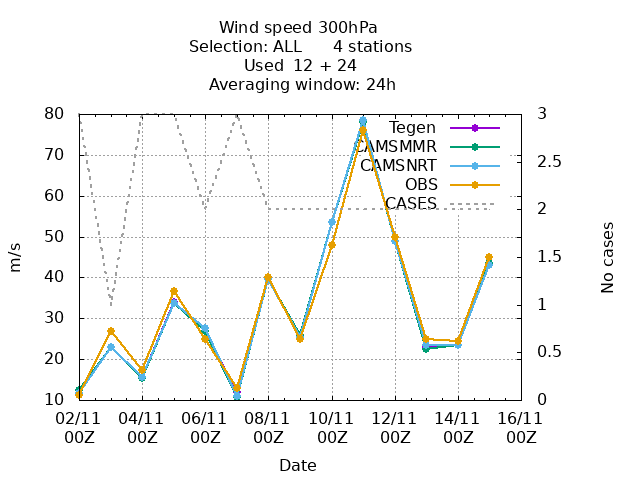 Wind speed 300hPa
Selection: ALL 4 stations
Used 12 + 24
Averaging window: 24h
80
70
60
50
40
30
20
10
m/s
3
2.5
2
1.5
1
0.5
0
No cases
Tegen
CAMSMMR
CAMSNRT
OBS
CASES
02/11 04/11 06/11 08/11 10/11 12/11 14/11 16/11
00Z 00Z 00Z 00Z 00Z 00Z 00Z 00Z
Date